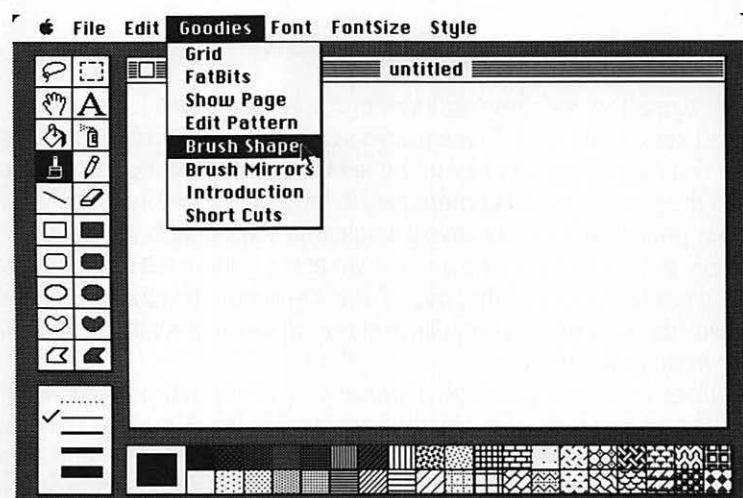 File Edit Goodies Font FontSize Style
untitled
Grid
FatBits
Show Page
Edit Pattern
Brush Shape
Brush Mirrors
Introduction
Short Cuts
A